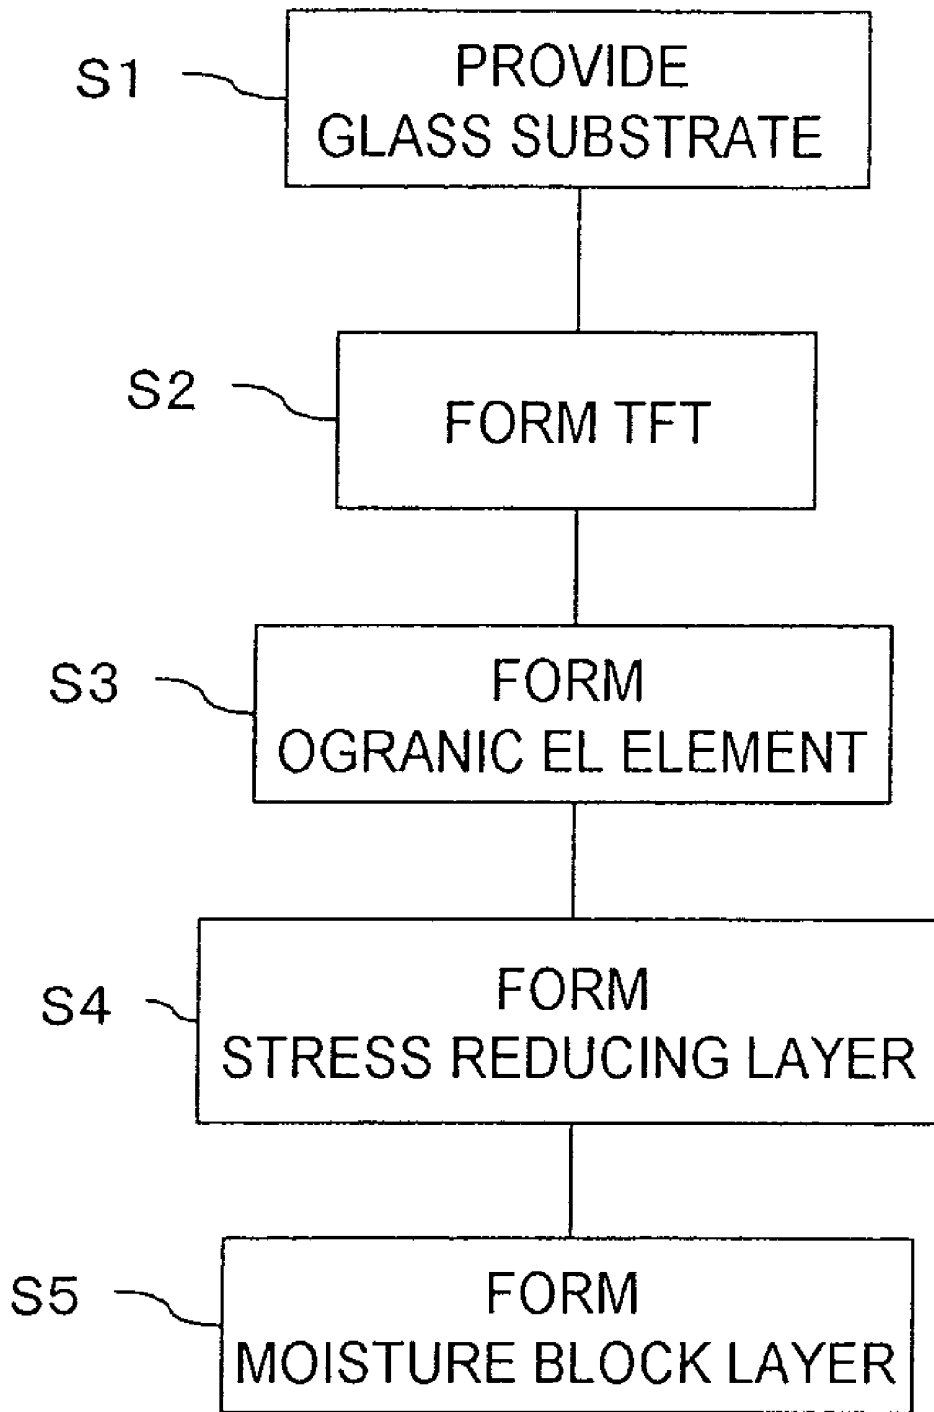 S1
PROVIDE
GLASS SUBSTRATE
S2
FORM TFT
S3
FORM
OGRANIC EL ELEMENT
S4
FORM
STRESS REDUCING LAYER
S5
FORM
MOISTURE BLOCK LAYER